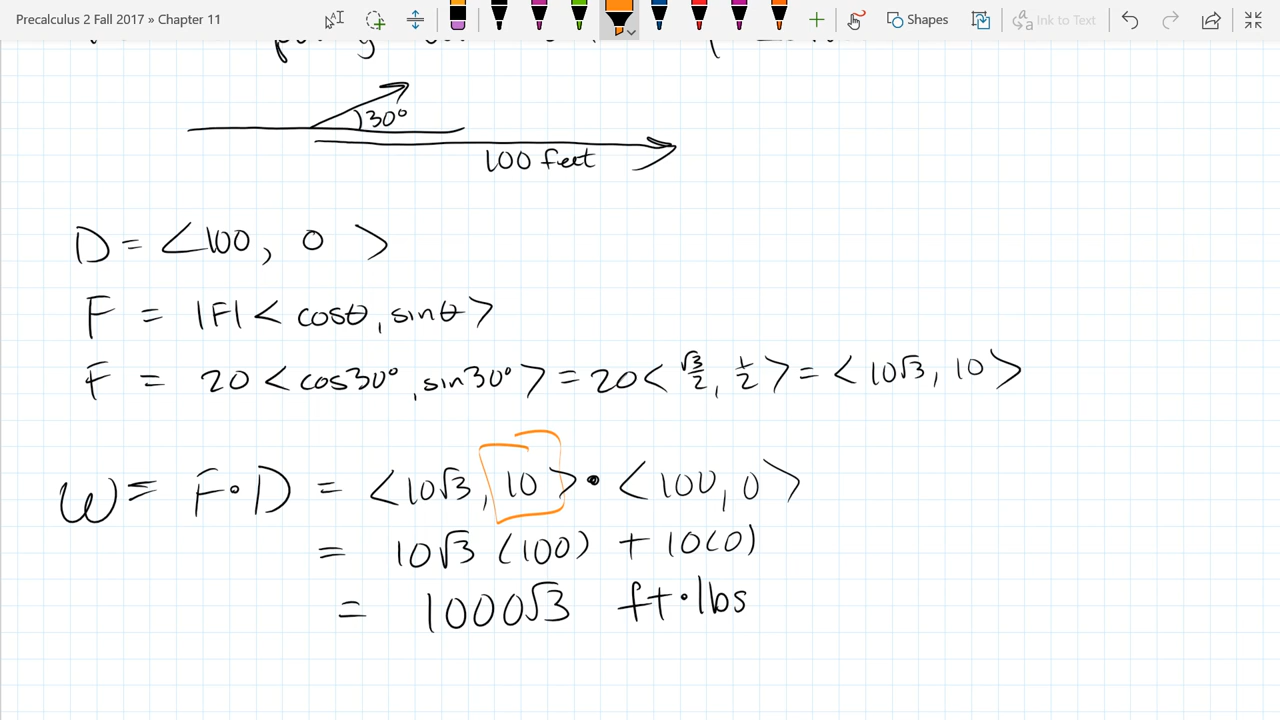 Precalculus 2 Fall 2017 » Chapter 11
Shapes
Ink to Text
30°
100 feet
D = <100, 0>
F = |F|< cosθ, sinθ>
F = 20 <cos30°, sin30°> = 20< √3/2, 1/2> = <10√3, 10>
W = F•D = <10√3, 10>• <100, 0>
= 10√3 (100) + 10(0)
= 1000√3 ft•lbs